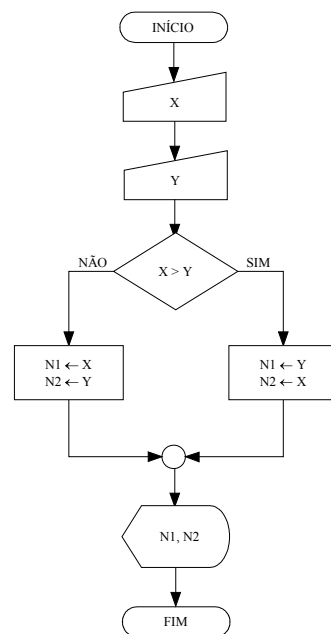 INÍCIO
X
Y
NÃO
X > Y
SIM
N1 ← X
N2 ← Y
N1 ← Y
N2 ← X
N1, N2
FIM